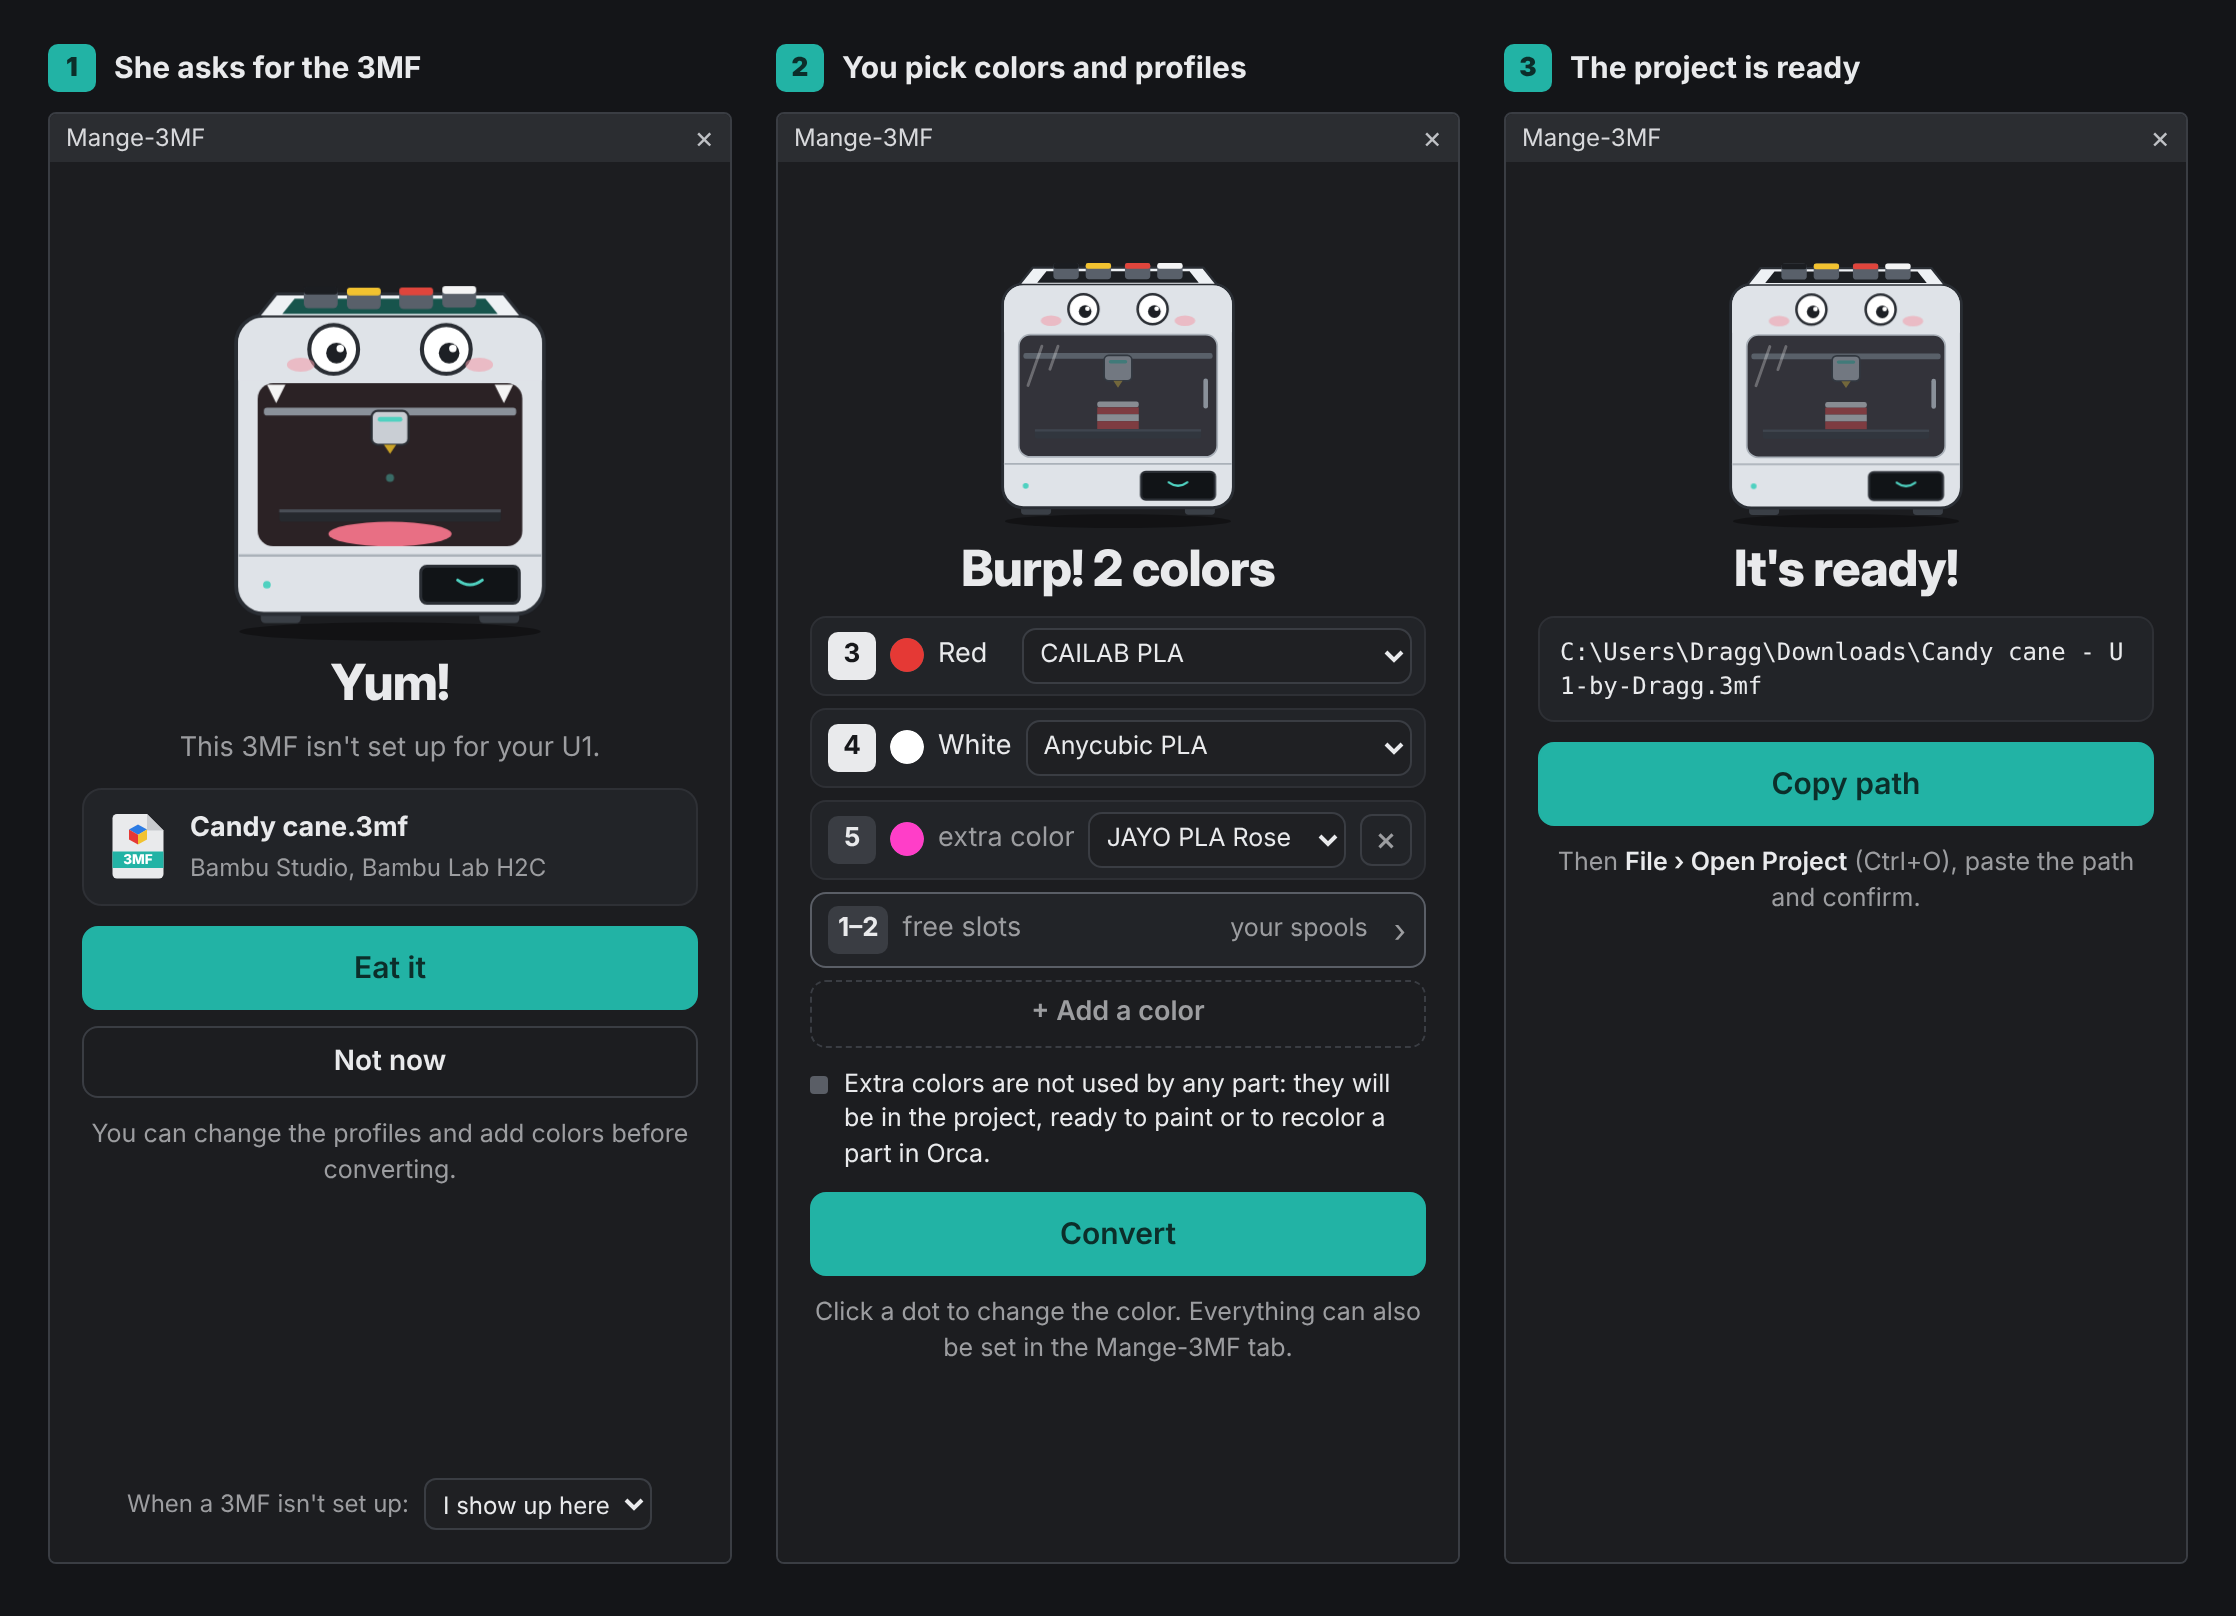 1 She asks for the 3MF
Mange-3MF ×
Yum!
This 3MF isn't set up for your U1.
3MF
Candy cane.3mf
Bambu Studio, Bambu Lab H2C
Eat it
Not now
You can change the profiles and add colors before
converting.
When a 3MF isn't set up: I show up here
2 You pick colors and profiles
Mange-3MF ×
Burp! 2 colors
3 Red CAILAB PLA
4 White Anycubic PLA
5 extra color JAYO PLA Rose ×
1–2 free slots your spools ›
+ Add a color
Extra colors are not used by any part: they will
be in the project, ready to paint or to recolor a
part in Orca.
Convert
Click a dot to change the color. Everything can also
be set in the Mange-3MF tab.
3 The project is ready
Mange-3MF ×
It's ready!
C:\Users\Dragg\Downloads\Candy cane - U
1-by-Dragg.3mf
Copy path
Then File › Open Project (Ctrl+O), paste the path
and confirm.